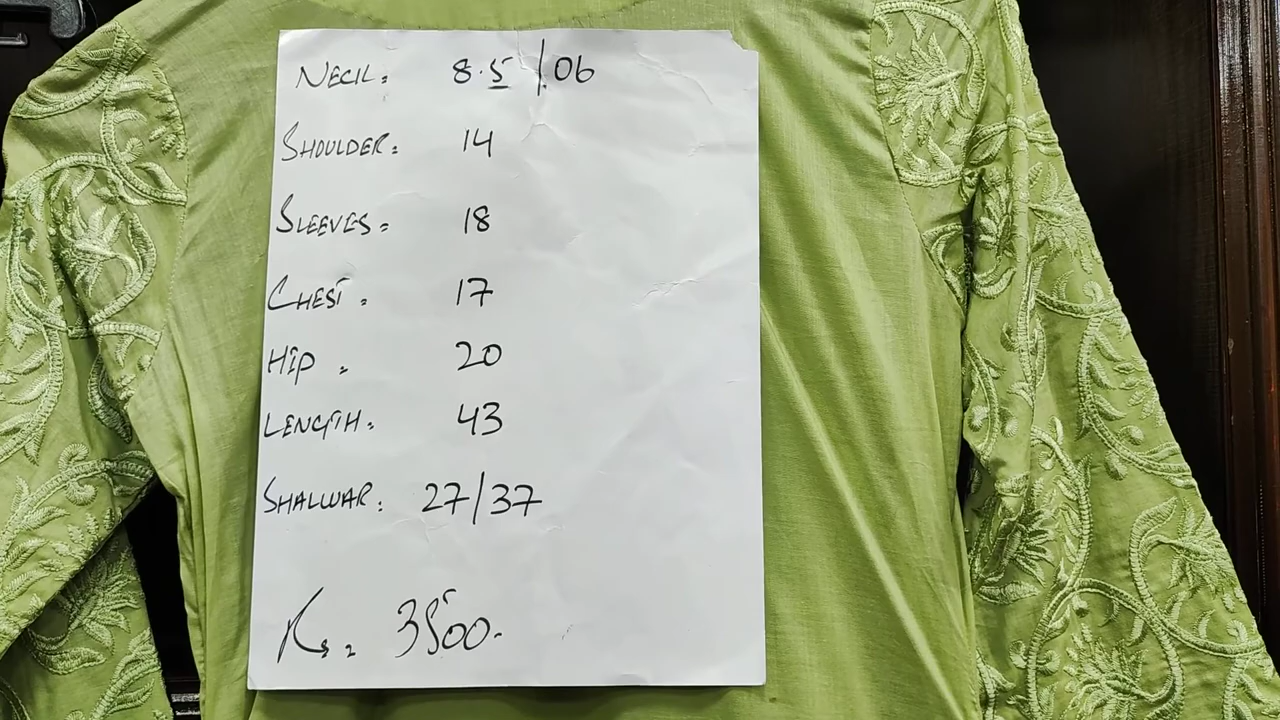 NECK: 8.5 / 06
SHOULDER: 14
SLEEVES: 18
CHEST: 17
HIP: 20
LENGTH: 43
SHALWAR: 27/37
Rs: 3500-